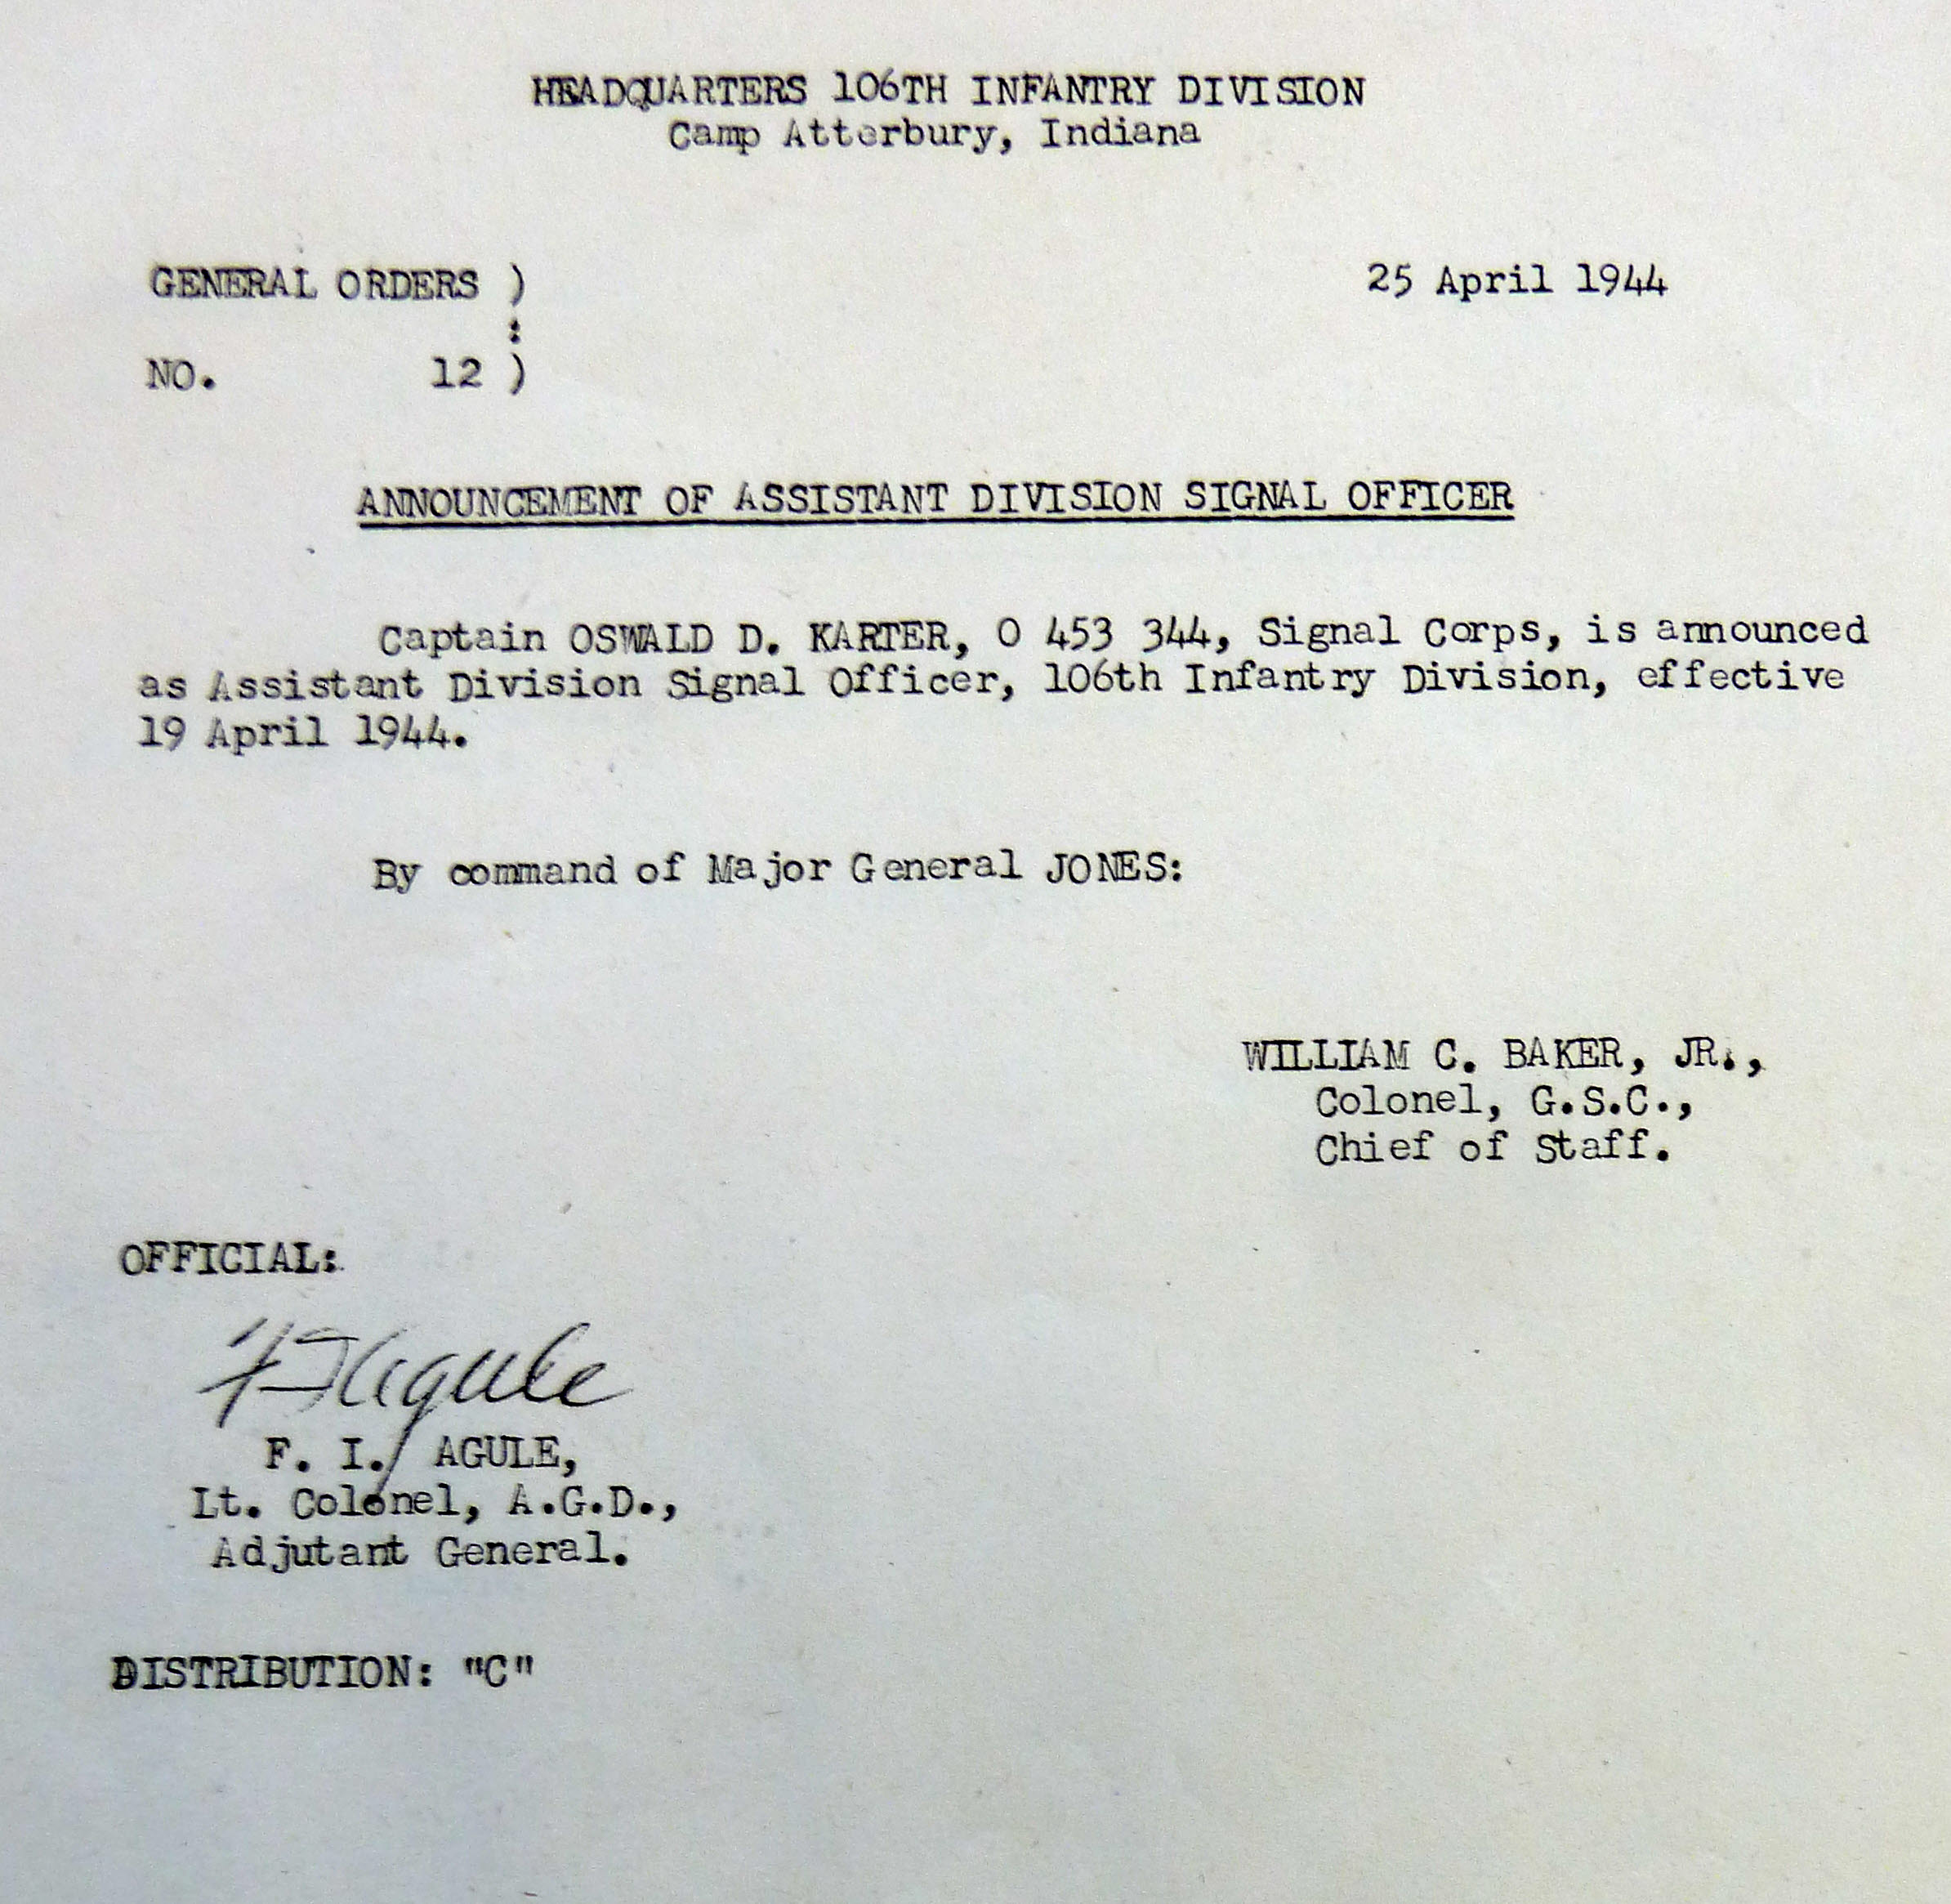 HEADQUARTERS 106TH INFANTRY DIVISION
Camp Atterbury, Indiana
GENERAL ORDERS )
:
NO. 12 )
25 April 1944
ANNOUNCEMENT OF ASSISTANT DIVISION SIGNAL OFFICER
Captain OSWALD D. KARTER, O 453 344, Signal Corps, is announced
as Assistant Division Signal Officer, 106th Infantry Division, effective
19 April 1944.
By command of Major General JONES:
WILLIAM C. BAKER, JR.,
Colonel, G.S.C.,
Chief of Staff.
OFFICIAL:
F I Agule
F. I. AGULE,
Lt. Colonel, A.G.D.,
Adjutant General.
DISTRIBUTION: "C"